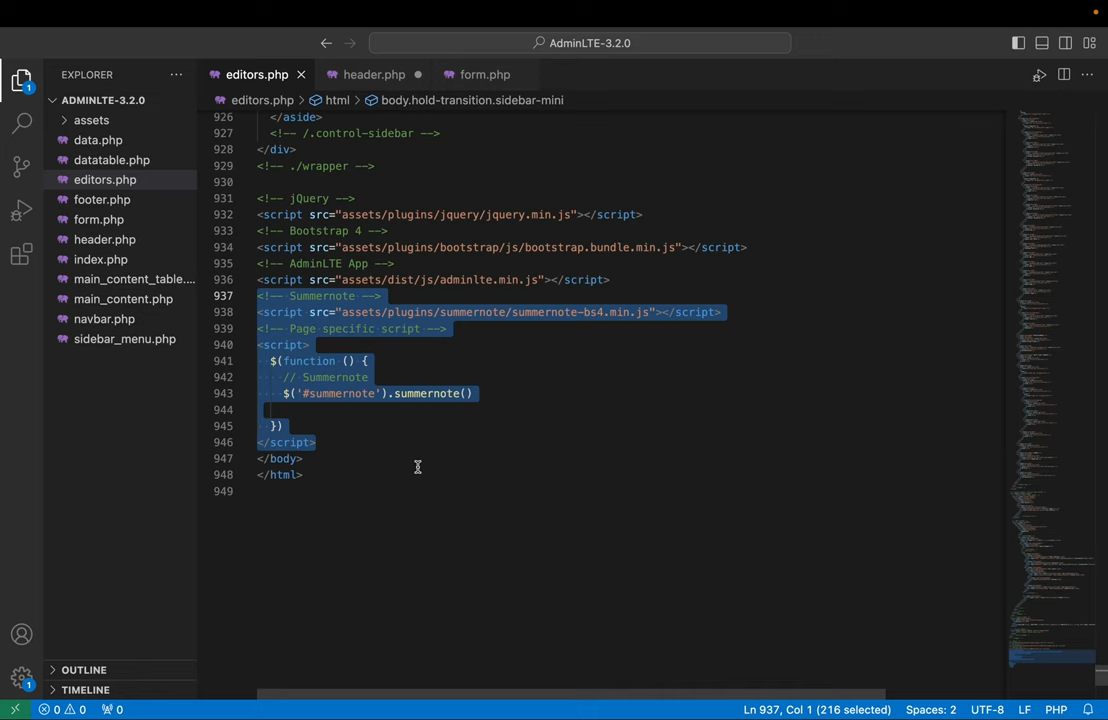 AdminLTE-3.2.0
EXPLORER
ADMINLTE-3.2.0
assets
data.php
datatable.php
editors.php
footer.php
form.php
header.php
index.php
main_content_table....
main_content.php
navbar.php
sidebar_menu.php
OUTLINE
TIMELINE
1
1
editors.php
header.php
form.php
editors.php > html > body.hold-transition.sidebar-mini
926 </aside>
927 <!-- /.control-sidebar -->
928 </div>
929 <!-- ./wrapper -->
930
931 <!-- jQuery -->
932 <script src="assets/plugins/jquery/jquery.min.js"></script>
933 <!-- Bootstrap 4 -->
934 <script src="assets/plugins/bootstrap/js/bootstrap.bundle.min.js"></script>
935 <!-- AdminLTE App -->
936 <script src="assets/dist/js/adminlte.min.js"></script>
937 <!-- Summernote -->
938 <script src="assets/plugins/summernote/summernote-bs4.min.js"></script>
939 <!-- Page specific script -->
940 <script>
941 $(function () {
942 // Summernote
943 $('#summernote').summernote()
944
945 })
946 </script>
947 </body>
948 </html>
949
0 0 0
Ln 937, Col 1 (216 selected) Spaces: 2 UTF-8 LF PHP